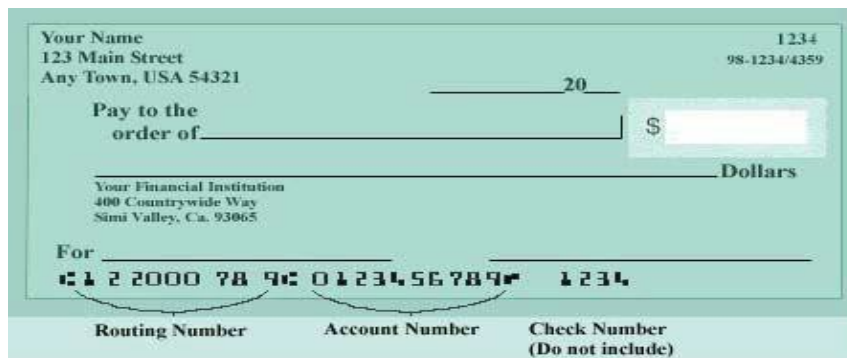 Your Name 1234
123 Main Street 98-1234/4359
Any Town, USA 54321
20
Pay to the
order of $
Dollars
Your Financial Institution
400 Countrywide Way
Simi Valley, Ca. 93065
For
⑆122000789⑆ 0123456789⑈ 1234
Routing Number Account Number Check Number
(Do not include)